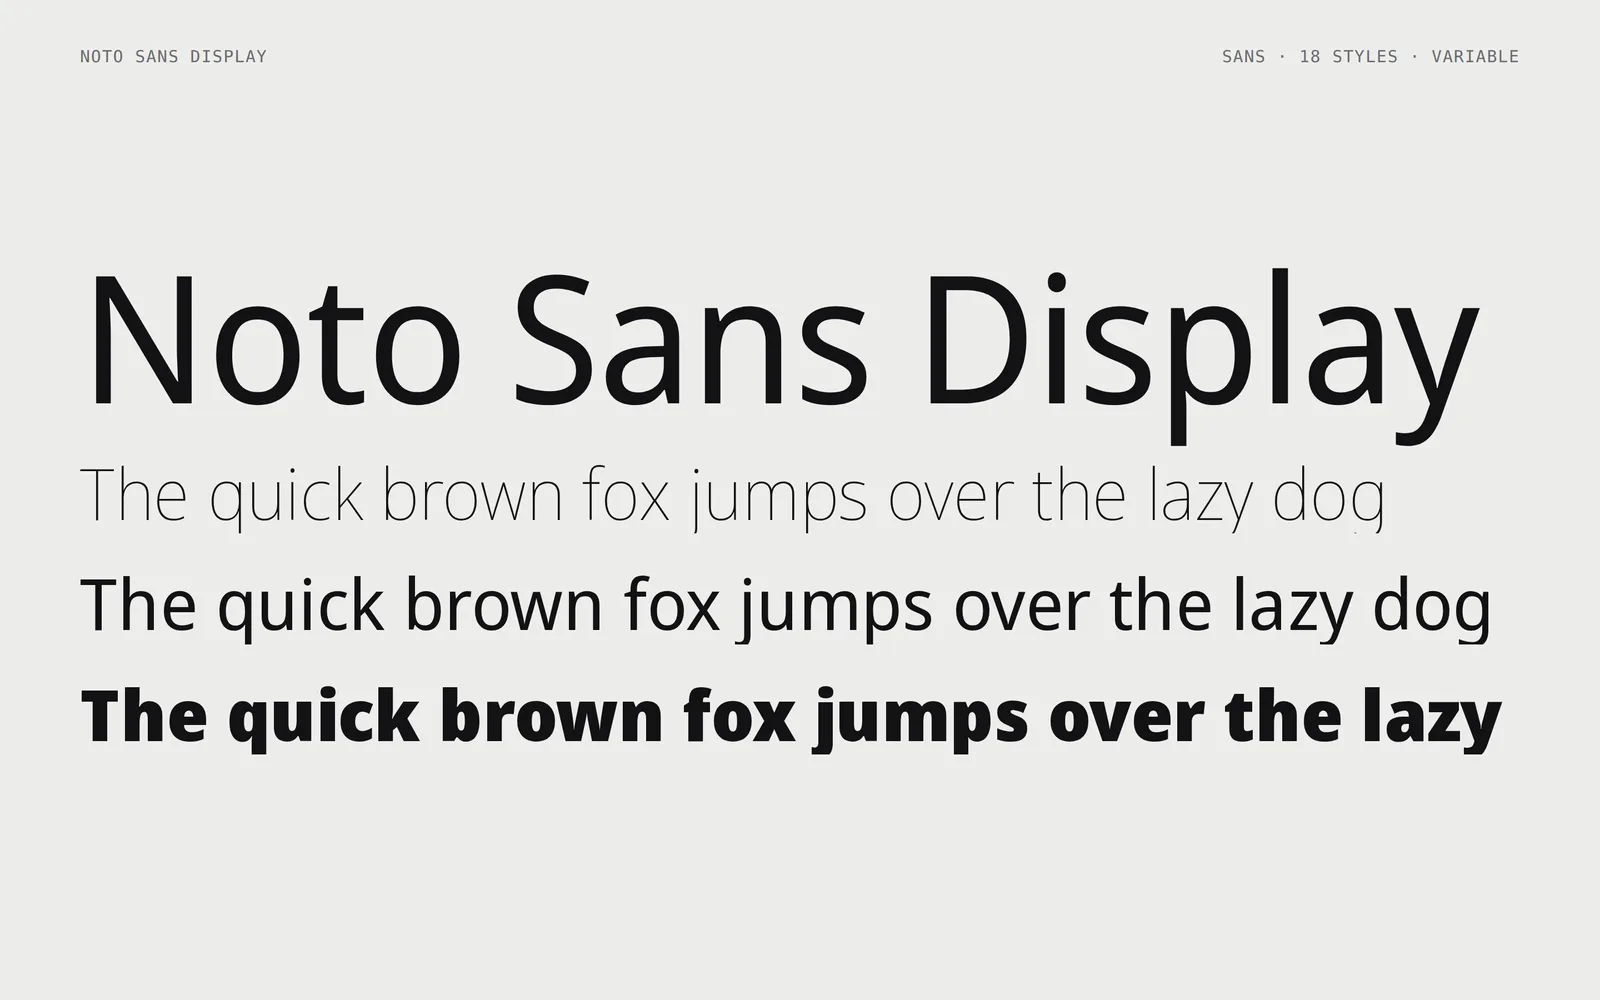 NOTO SANS DISPLAY
SANS · 18 STYLES · VARIABLE
Noto Sans Display
The quick brown fox jumps over the lazy dog
The quick brown fox jumps over the lazy dog
The quick brown fox jumps over the lazy